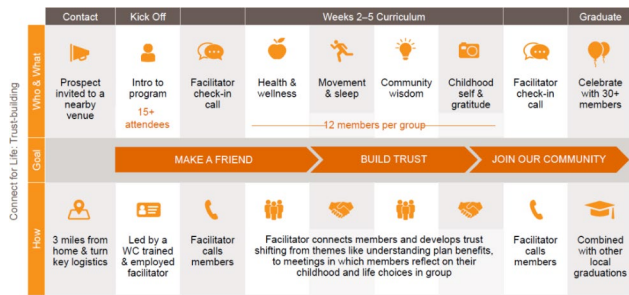 Contact
Kick Off
Weeks 2–5 Curriculum
Graduate
Connect for Life: Trust-building
Who & What
Prospect
invited to a
nearby
venue
Intro to
program
15+
attendees
Facilitator
check-in
call
Health &
wellness
Movement
& sleep
Community
wisdom
Childhood
self &
gratitude
12 members per group
Facilitator
check-in
call
Celebrate
with 30+
members
Goal
MAKE A FRIEND
BUILD TRUST
JOIN OUR COMMUNITY
How
3 miles from
home & turn
key logistics
Led by a
WC trained
& employed
facilitator
Facilitator
calls
members
Facilitator connects members and develops trust
shifting from themes like understanding plan benefits,
to meetings in which members reflect on their
childhood and life choices in group
Facilitator
calls
members
Combined
with other
local
graduations